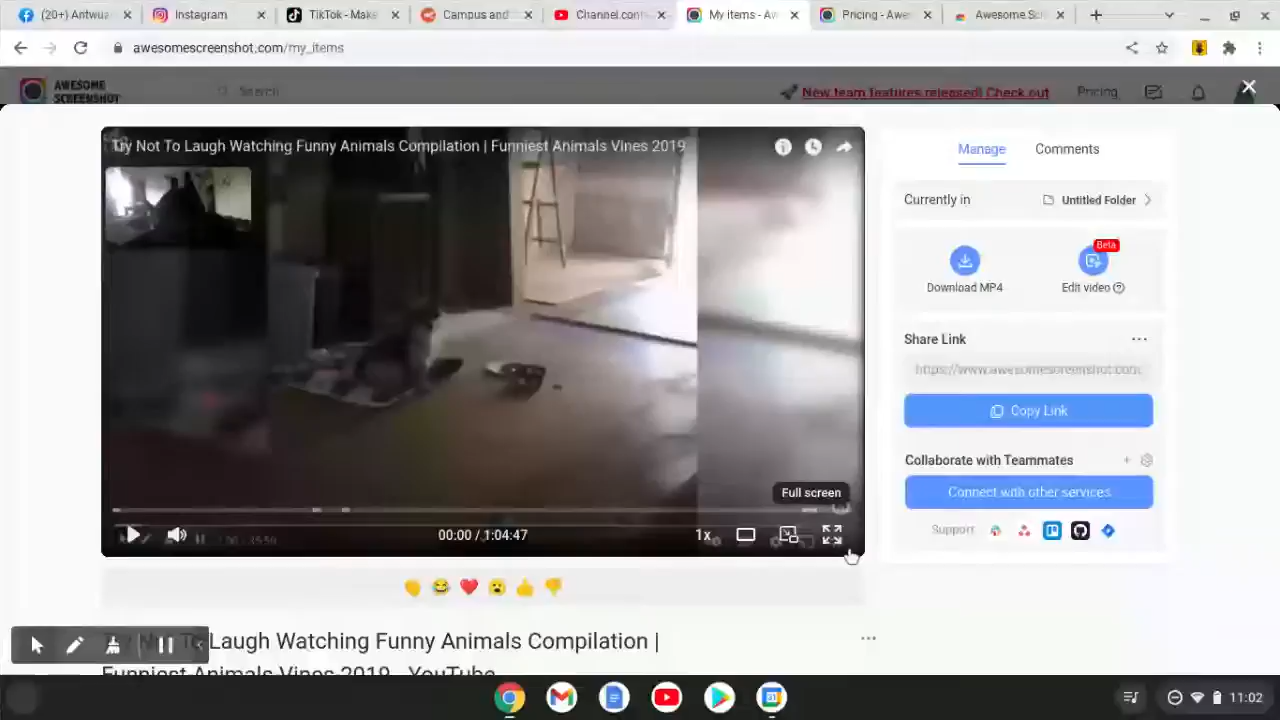 (20+) Antwuan
Instagram
TikTok - Make
Campus and
Channel.con
My items - Aw
Pricing - Awes
Awesome Scr
awesomescreenshot.com/my_items
AWESOME
SCREENSHOT
Search
New team features released! Check out
Pricing
Try Not To Laugh Watching Funny Animals Compilation | Funniest Animals Vines 2019
Manage
Comments
Currently in
Untitled Folder
Beta
Download MP4
Edit video
Share Link
https://www.awesomescreenshot.com
Copy Link
Collaborate with Teammates
Connect with other services
Support
Full screen
00:00 / 1:04:47
1x
Laugh Watching Funny Animals Compilation |
Funniest Animals Vines 2019 - YouTube
11:02